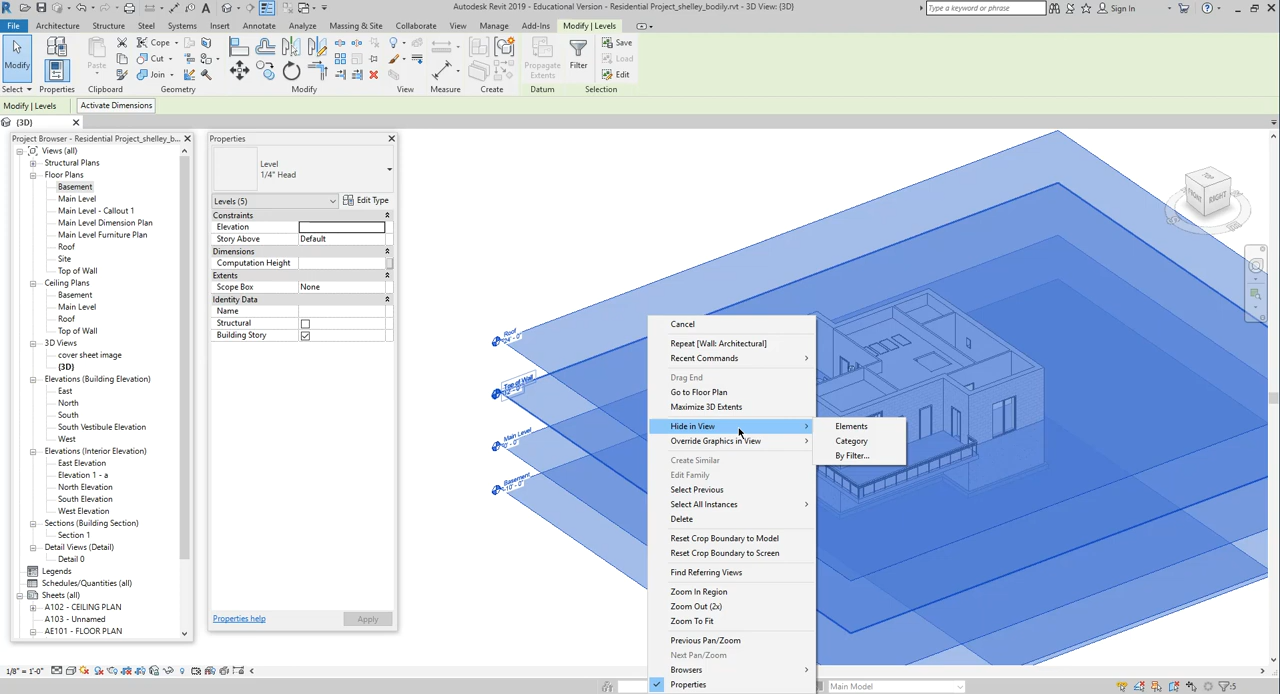 Autodesk Revit 2019 - Educational Version - Residential Project_shelley_bodily.rvt - 3D View: {3D}
Type a keyword or phrase
Sign In
File
Architecture
Structure
Steel
Systems
Insert
Annotate
Analyze
Massing & Site
Collaborate
View
Manage
Add-Ins
Modify | Levels
Modify
Paste
Cope
Cut
Join
Propagate Extents
Filter
Save
Load
Edit
Select
Properties
Clipboard
Geometry
Modify
View
Measure
Create
Datum
Selection
Modify | Levels
Activate Dimensions
{3D}
Project Browser - Residential Project_shelley_b...
Views (all)
Structural Plans
Floor Plans
Basement
Main Level
Main Level - Callout 1
Main Level Dimension Plan
Main Level Furniture Plan
Roof
Site
Top of Wall
Ceiling Plans
Basement
Main Level
Roof
Top of Wall
3D Views
cover sheet image
{3D}
Elevations (Building Elevation)
East
North
South
South Vestibule Elevation
West
Elevations (Interior Elevation)
East Elevation
Elevation 1 - a
North Elevation
South Elevation
West Elevation
Sections (Building Section)
Section 1
Detail Views (Detail)
Detail 0
Legends
Schedules/Quantities (all)
Sheets (all)
A102 - CEILING PLAN
A103 - Unnamed
AE101 - FLOOR PLAN
Properties
Level
1/4" Head
Levels (5)
Edit Type
Constraints
Elevation
Story Above Default
Dimensions
Computation Height
Extents
Scope Box None
Identity Data
Name
Structural
Building Story
Properties help
Apply
Roof
Top of Wall
Main Level
Basement
TOP
FRONT
RIGHT
Cancel
Repeat [Wall: Architectural]
Recent Commands
Drag End
Go to Floor Plan
Maximize 3D Extents
Hide in View
Override Graphics in View
Create Similar
Edit Family
Select Previous
Select All Instances
Delete
Reset Crop Boundary to Model
Reset Crop Boundary to Screen
Find Referring Views
Zoom In Region
Zoom Out (2x)
Zoom To Fit
Previous Pan/Zoom
Next Pan/Zoom
Browsers
Properties
Elements
Category
By Filter...
1/8" = 1'-0"
Main Model
:5